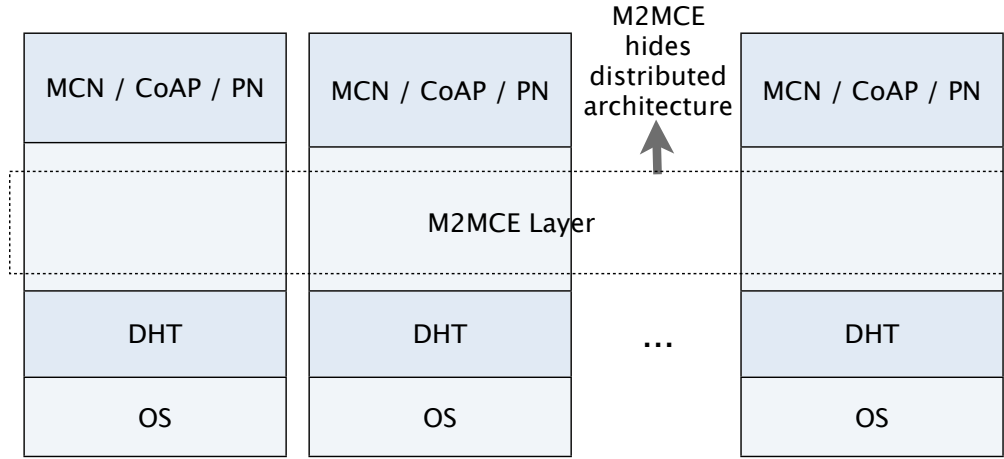 M2MCE
hides
distributed
architecture
MCN / CoAP / PN
MCN / CoAP / PN
MCN / CoAP / PN
M2MCE Layer
DHT
DHT
...
DHT
OS
OS
OS